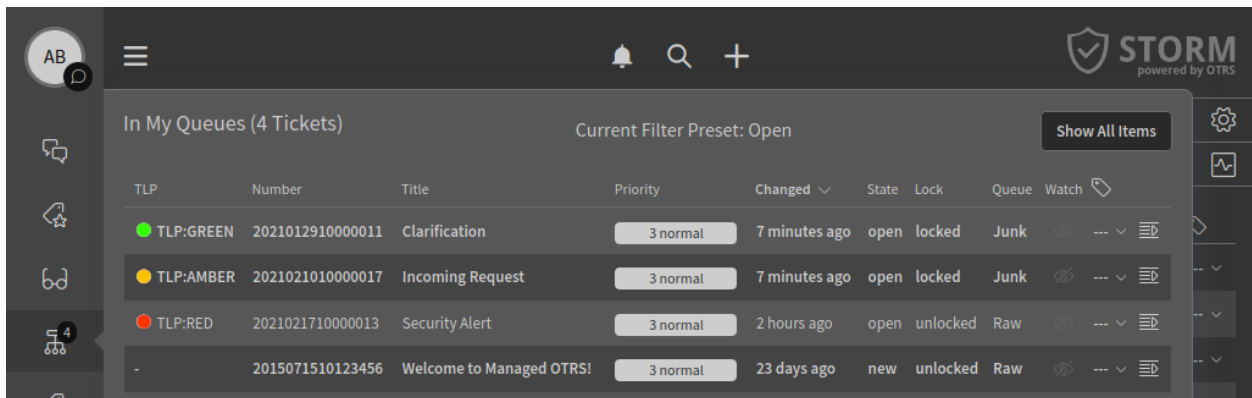 AB
STORM
powered by OTRS
In My Queues (4 Tickets)
Current Filter Preset: Open
Show All Items
TLP Number Title Priority Changed State Lock Queue Watch
TLP:GREEN 2021012910000011 Clarification 3 normal 7 minutes ago open locked Junk ---
TLP:AMBER 2021021010000017 Incoming Request 3 normal 7 minutes ago open locked Junk ---
TLP:RED 2021021710000013 Security Alert 3 normal 2 hours ago open unlocked Raw ---
4
- 2015071510123456 Welcome to Managed OTRS! 3 normal 23 days ago new unlocked Raw ---